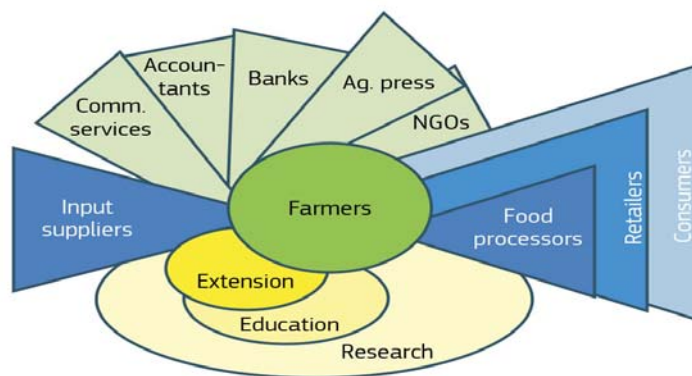 Accoun-
tants
Banks
Ag. press
Comm.
services
NGOs
Input
suppliers
Farmers
Food
processors
Retailers
Consumers
Extension
Education
Research